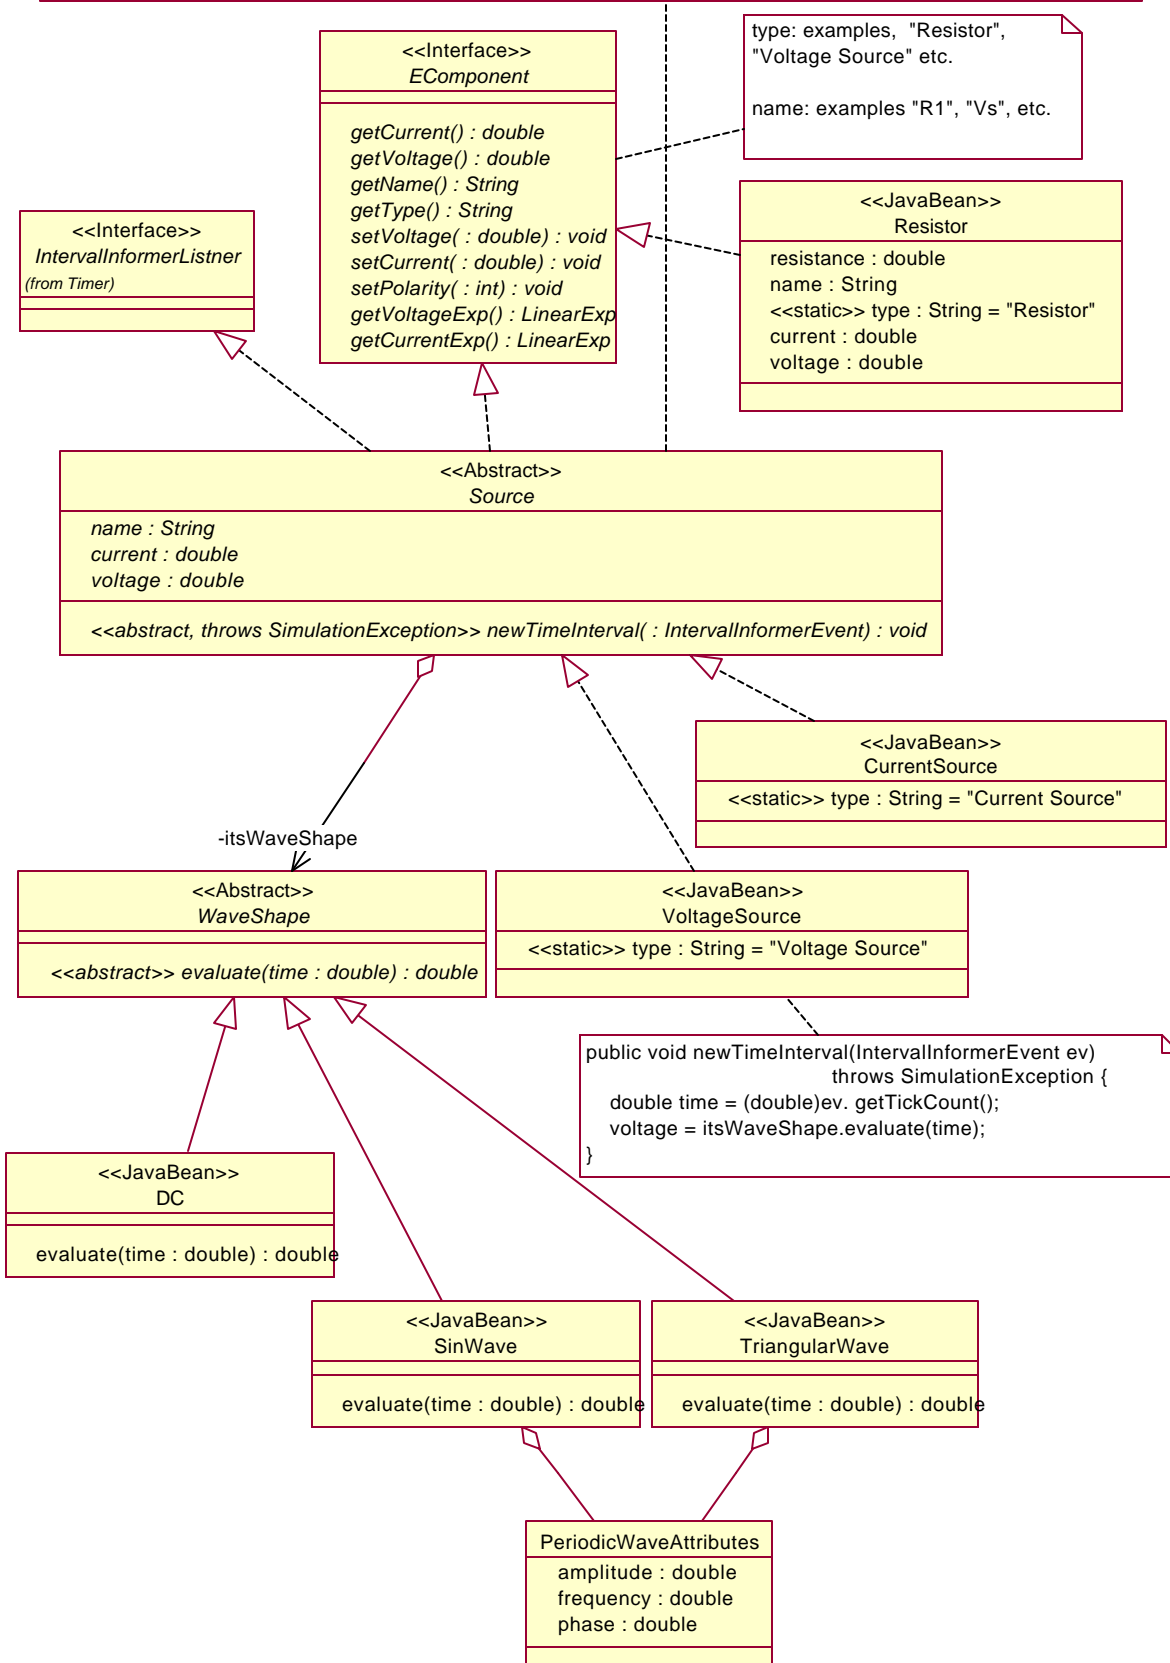 <<Interface>>
EComponent
getCurrent() : double
getVoltage() : double
getName() : String
getType() : String
setVoltage( : double) : void
setCurrent( : double) : void
setPolarity( : int) : void
getVoltageExp() : LinearExp
getCurrentExp() : LinearExp
type: examples,  "Resistor",
"Voltage Source" etc.
name: examples "R1", "Vs", etc.
<<Interface>>
IntervalInformerListner
(from Timer)
<<JavaBean>>
Resistor
resistance : double
name : String
<<static>> type : String = "Resistor"
current : double
voltage : double
<<Abstract>>
Source
name : String
current : double
voltage : double
<<abstract, throws SimulationException>> newTimeInterval( : IntervalInformerEvent) : void
<<JavaBean>>
CurrentSource
<<static>> type : String = "Current Source"
-itsWaveShape
<<Abstract>>
WaveShape
<<abstract>> evaluate(time : double) : double
<<JavaBean>>
VoltageSource
<<static>> type : String = "Voltage Source"
public void newTimeInterval(IntervalInformerEvent ev)
throws SimulationException {
double time = (double)ev. getTickCount();
voltage = itsWaveShape.evaluate(time);
}
<<JavaBean>>
DC
evaluate(time : double) : double
<<JavaBean>>
SinWave
evaluate(time : double) : double
<<JavaBean>>
TriangularWave
evaluate(time : double) : double
PeriodicWaveAttributes
amplitude : double
frequency : double
phase : double